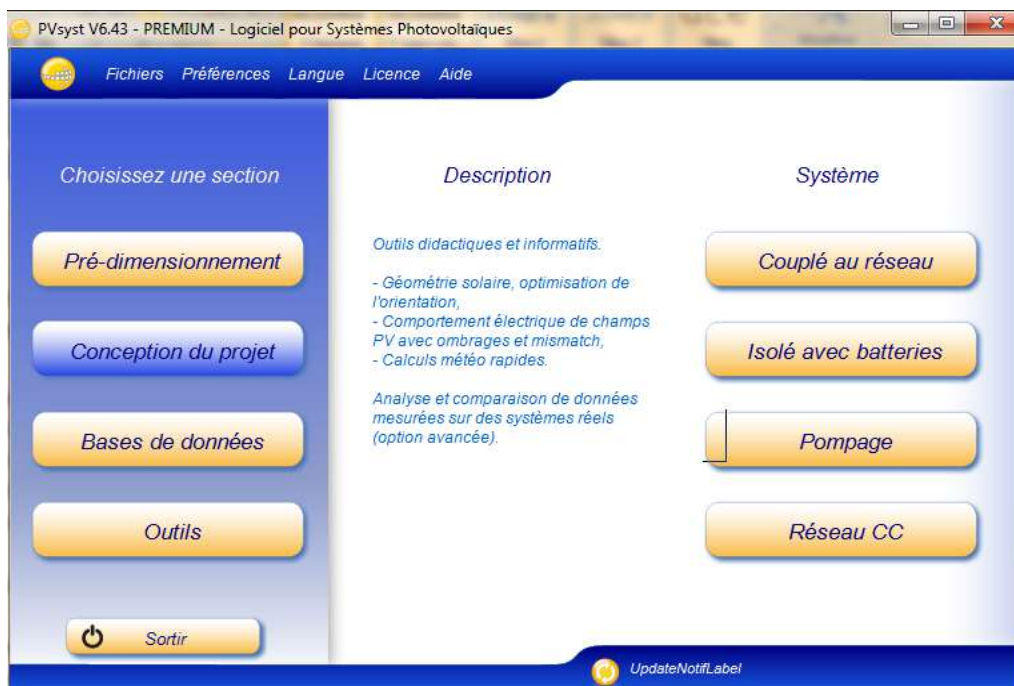 PVsyst V6.43 - PREMIUM - Logiciel pour Systèmes Photovoltaïques
Fichiers Préférences Langue Licence Aide
Choisissez une section
Pré-dimensionnement
Conception du projet
Bases de données
Outils
Sortir
Description
Outils didactiques et informatifs.
- Géométrie solaire, optimisation de
l'orientation,
- Comportement électrique de champs
PV avec ombrages et mismatch,
- Calculs météo rapides.
Analyse et comparaison de données
mesurées sur des systèmes réels
(option avancée).
Système
Couplé au réseau
Isolé avec batteries
Pompage
Réseau CC
UpdateNotifLabel